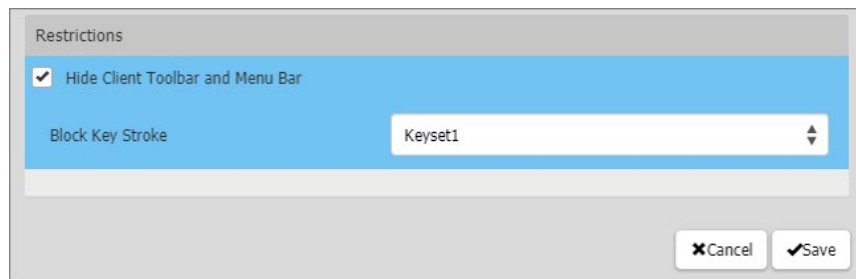 Restrictions
Hide Client Toolbar and Menu Bar
Block Key Stroke Keyset1
Cancel Save